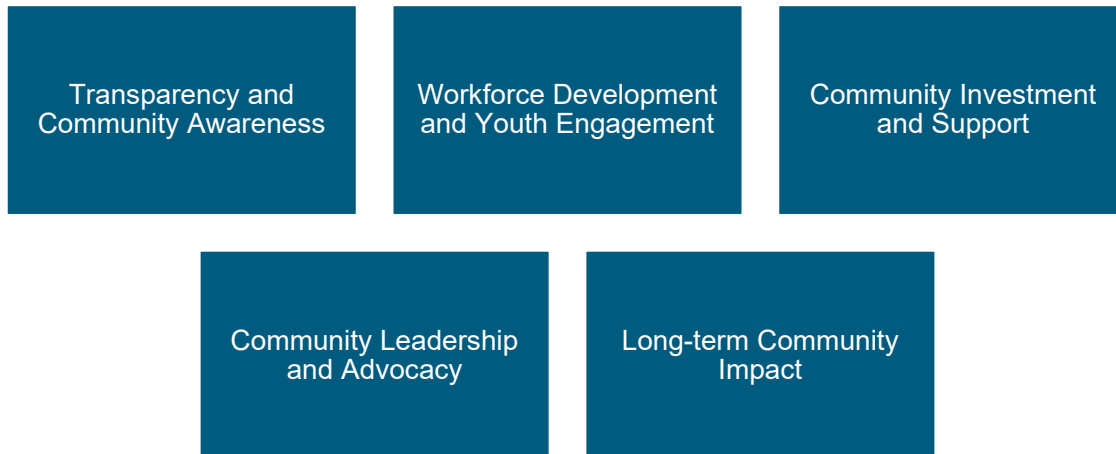 Transparency and
Community Awareness
Workforce Development
and Youth Engagement
Community Investment
and Support
Community Leadership
and Advocacy
Long-term Community
Impact